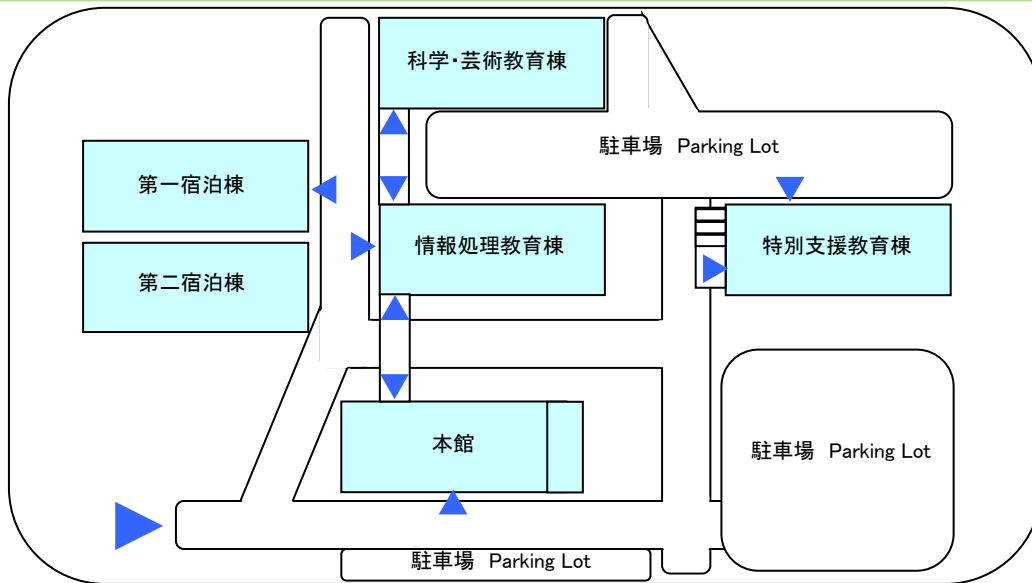 科学・芸術教育棟
駐車場 Parking Lot
第一宿泊棟
情報処理教育棟
特別支援教育棟
第二宿泊棟
本館
駐車場 Parking Lot
駐車場 Parking Lot